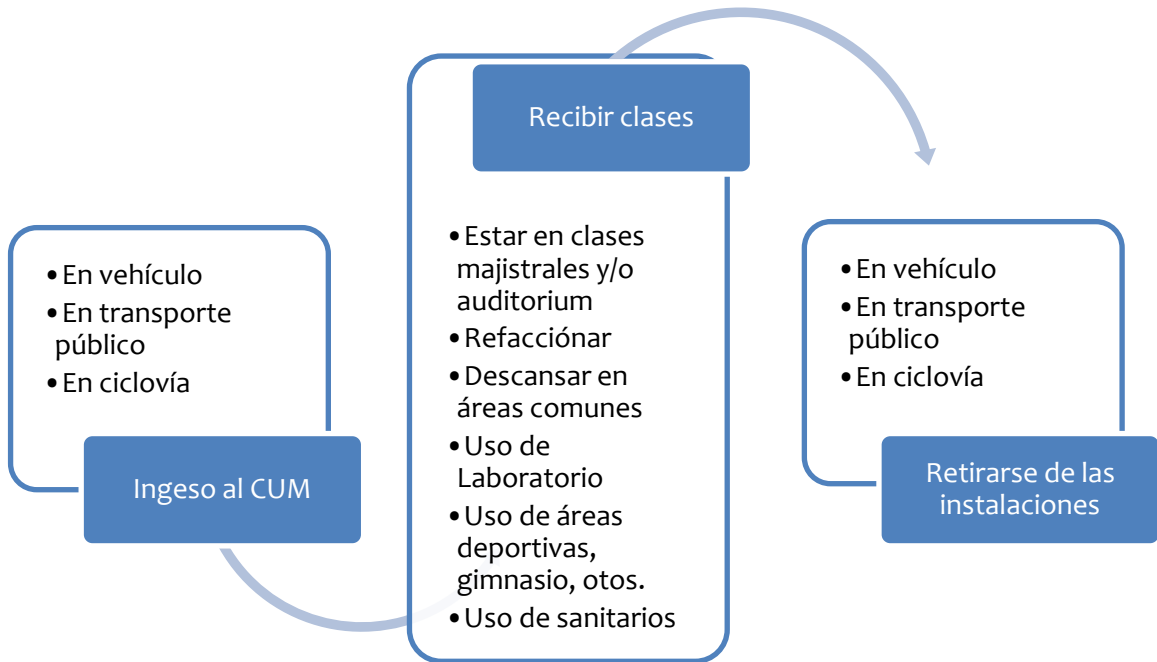 • En vehículo
• En transporte
público
• En ciclovía
Ingeso al CUM
Recibir clases
• Estar en clases
majistrales y/o
auditorium
• Refacciónar
• Descansar en
áreas comunes
• Uso de
Laboratorio
• Uso de áreas
deportivas,
gimnasio, otos.
• Uso de sanitarios
• En vehículo
• En transporte
público
• En ciclovía
Retirarse de las
instalaciones